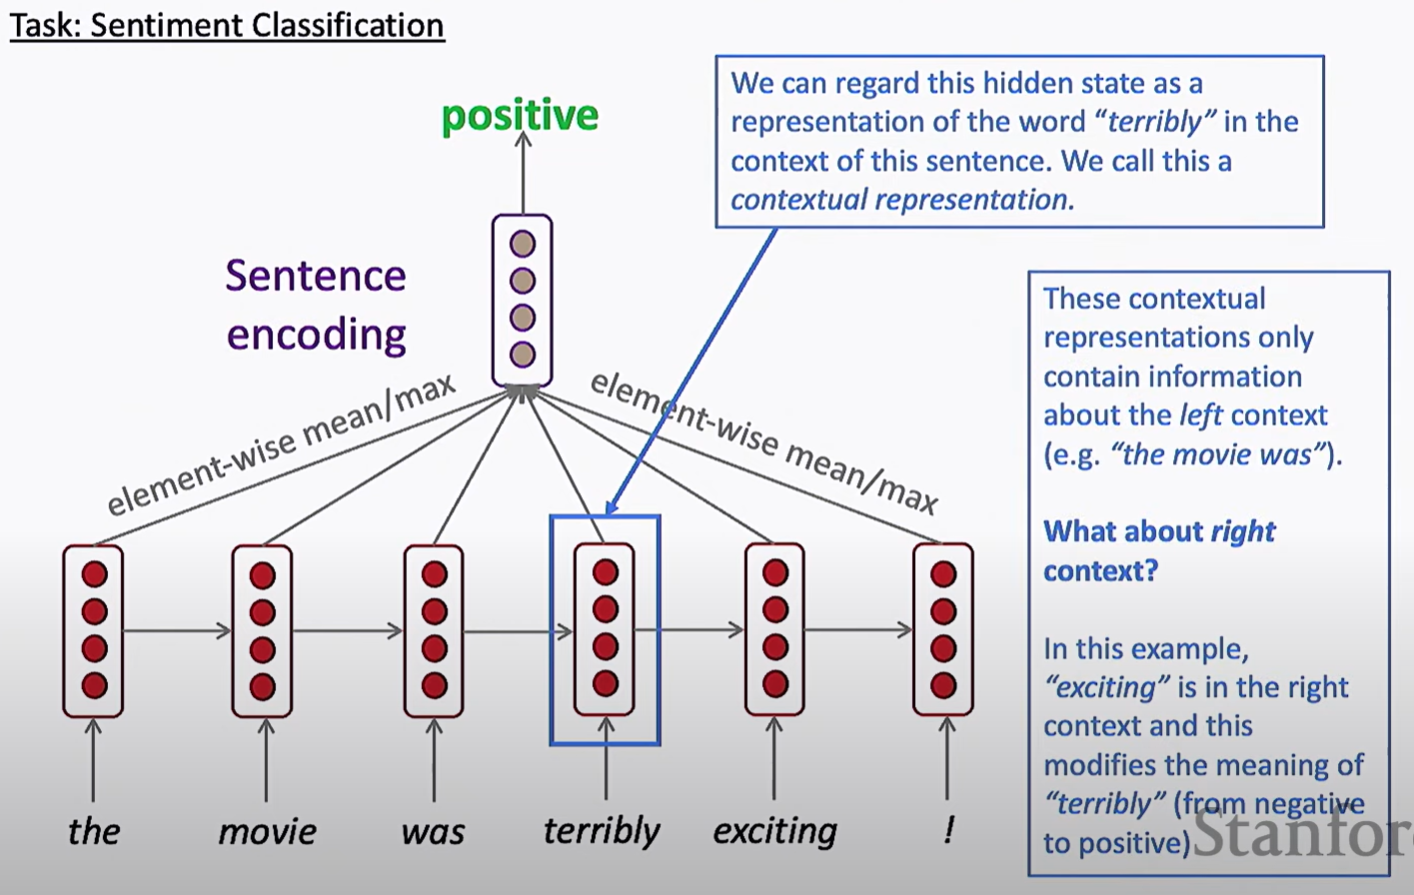 Task: Sentiment Classification
We can regard this hidden state as a
representation of the word “terribly” in the
context of this sentence. We call this a
contextual representation.
positive
Sentence
encoding
element-wise mean/max
element-wise mean/max
These contextual
representations only
contain information
about the left context
(e.g. “the movie was”).
What about right
context?
In this example,
“exciting” is in the right
context and this
modifies the meaning of
“terribly” (from negative
to positive)
the movie was terribly exciting !
Stanfor